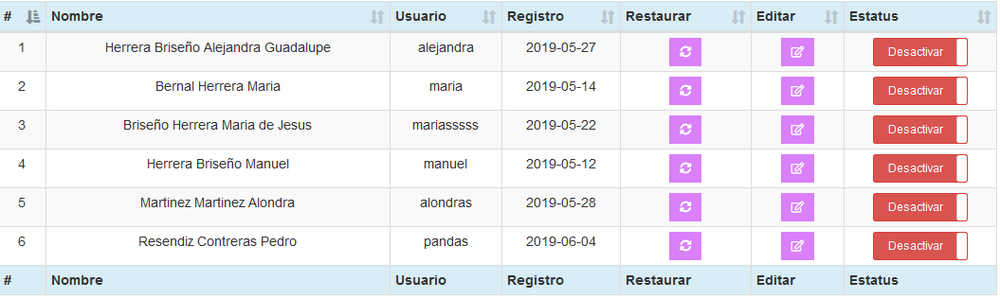 # Nombre Usuario Registro Restaurar Editar Estatus
1 Herrera Briseño Alejandra Guadalupe alejandra 2019-05-27 Desactivar
2 Bernal Herrera Maria maria 2019-05-14 Desactivar
3 Briseño Herrera Maria de Jesus mariasssss 2019-05-22 Desactivar
4 Herrera Briseño Manuel manuel 2019-05-12 Desactivar
5 Martinez Martinez Alondra alondras 2019-05-28 Desactivar
6 Resendiz Contreras Pedro pandas 2019-06-04 Desactivar
# Nombre Usuario Registro Restaurar Editar Estatus